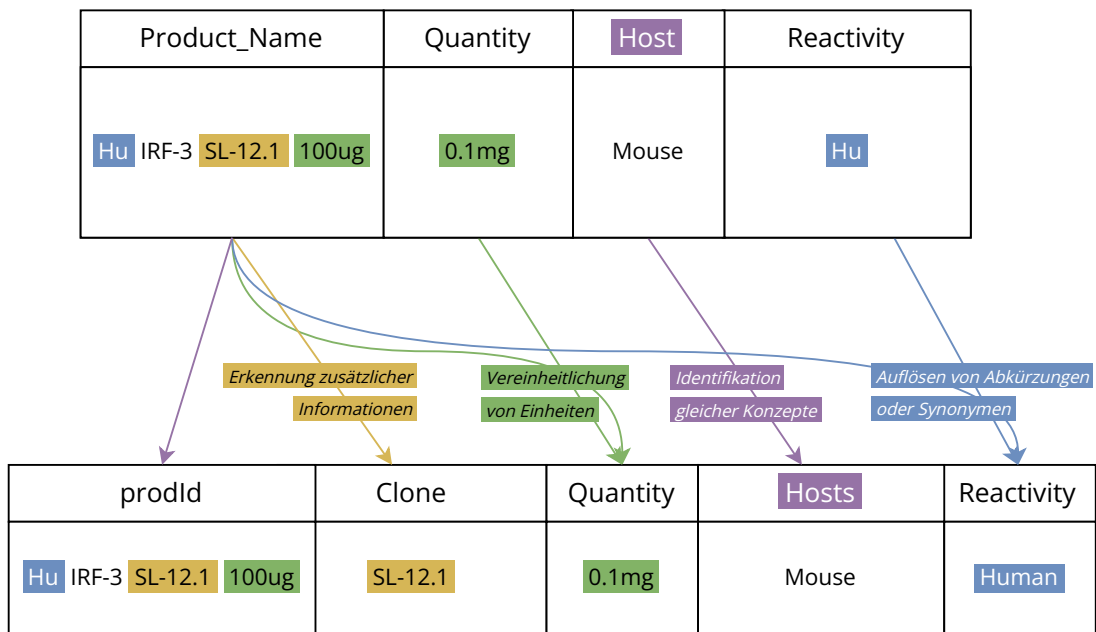 Product_Name Quantity Host Reactivity
Hu IRF-3 SL-12.1 100ug 0.1mg Mouse Hu
Erkennung zusätzlicher Informationen
Vereinheitlichung von Einheiten
Identifikation gleicher Konzepte
Auflösen von Abkürzungen oder Synonymen
prodId Clone Quantity Hosts Reactivity
Hu IRF-3 SL-12.1 100ug SL-12.1 0.1mg Mouse Human